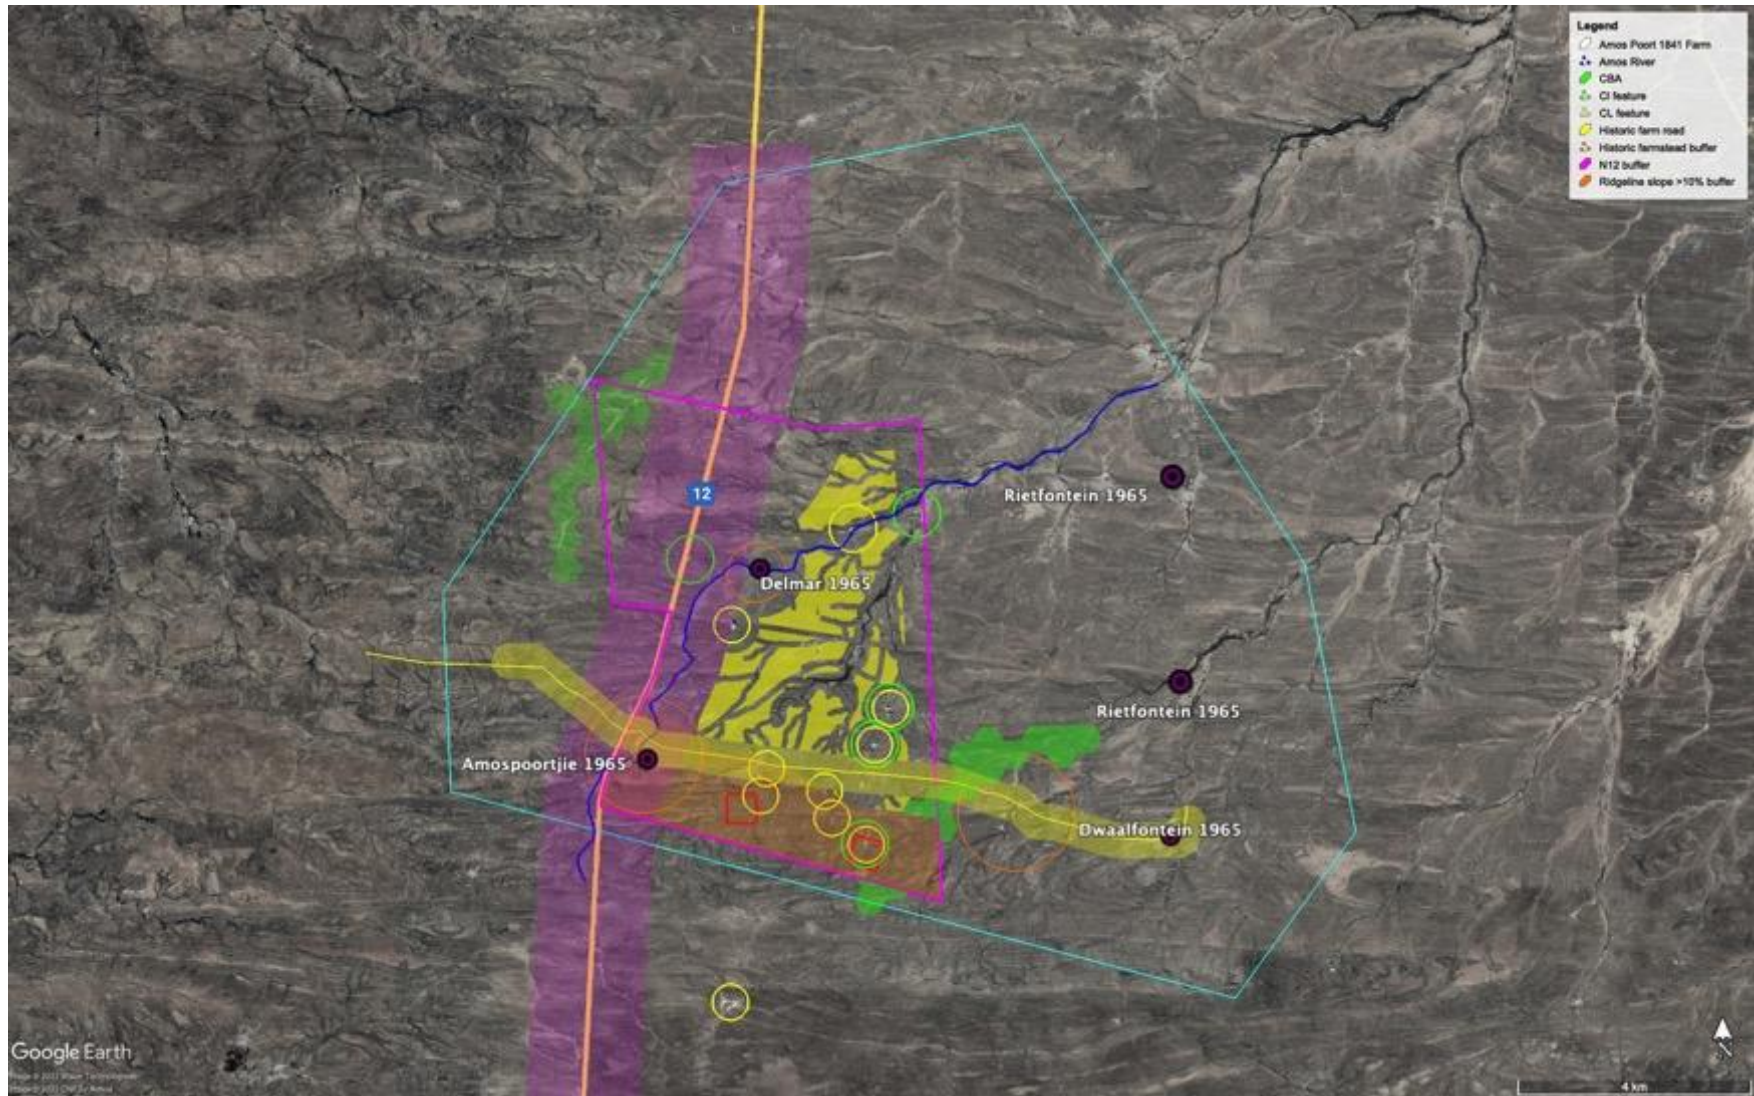 Legend
Amos Poort 1841 Farm
Amos River
CBA
CI feature
CL feature
Historic farm road
Historic farmstead buffer
N12 buffer
Ridgeline slope >10% buffer
12
Rietfontein 1965
Delmar 1965
Rietfontein 1965
Amospoortjie 1965
Dwaalfontein 1965
Google Earth
4 km